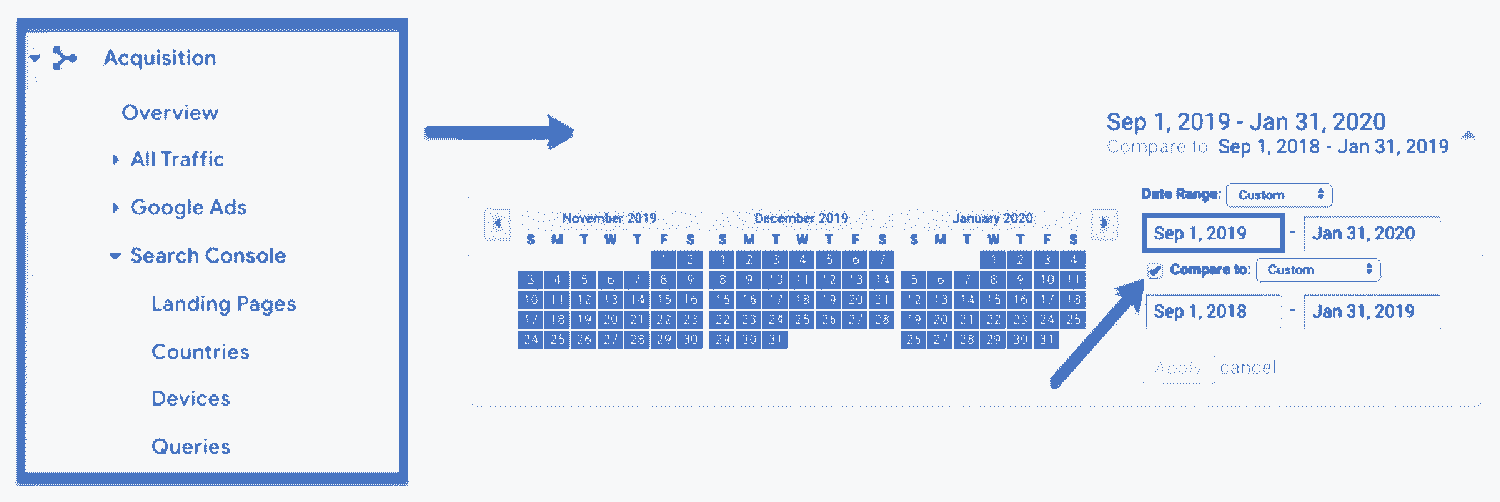 Acquisition
Overview
All Traffic
Google Ads
Search Console
Landing Pages
Countries
Devices
Queries
Sep 1, 2019 - Jan 31, 2020
Compare to: Sep 1, 2018 - Jan 31, 2019
Date Range: Custom
Sep 1, 2019 - Jan 31, 2020
Compare to: Custom
Sep 1, 2018 - Jan 31, 2019
Apply cancel
November 2019 December 2019 January 2020
S M T W T F S S M T W T F S S M T W T F S
1 2 1 2 3 4 5 6 7 1 2 3 4
3 4 5 6 7 8 9 8 9 10 11 12 13 14 5 6 7 8 9 10 11
10 11 12 13 14 15 16 15 16 17 18 19 20 21 12 13 14 15 16 17 18
17 18 19 20 21 22 23 22 23 24 25 26 27 28 19 20 21 22 23 24 25
24 25 26 27 28 29 30 29 30 31 25 27 28 29 30 31